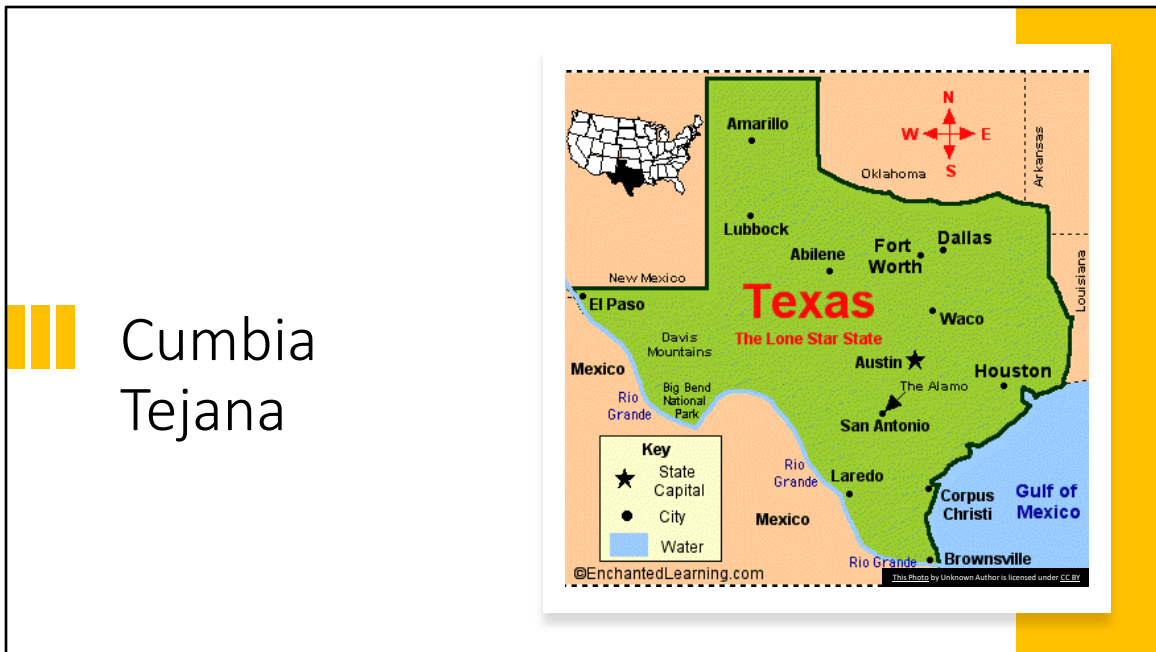 Cumbia
Tejana
N
W E
S
Amarillo
Oklahoma
Arkansas
Lubbock
Abilene
Fort
Worth
Dallas
Louisiana
New Mexico
El Paso
Texas
The Lone Star State
Waco
Davis
Mountains
Austin
Houston
Mexico
The Alamo
Big Bend
National
Park
Rio
Grande
San Antonio
Key
State
Capital
City
Water
Rio
Grande
Laredo
Corpus
Christi
Gulf of
Mexico
Mexico
Rio Grande
Brownsville
©EnchantedLearning.com
This Photo by Unknown Author is licensed under CC BY